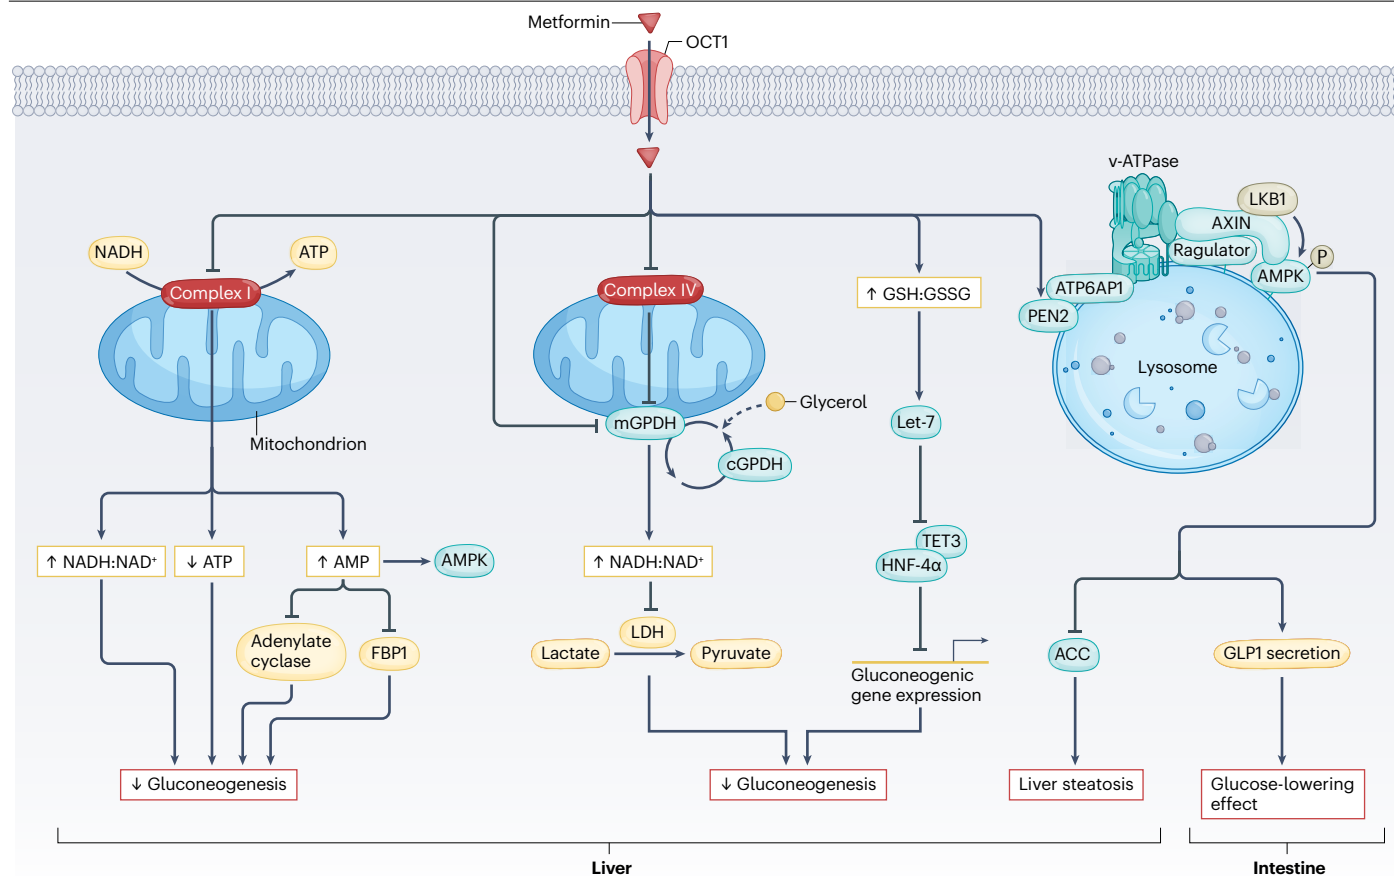 Metformin
OCT1
v-ATPase
LKB1
AXIN
Ragulator
P
AMPK
NADH
ATP
Complex I
Complex IV
↑ GSH:GSSG
ATP6AP1
PEN2
Lysosome
Mitochondrion
mGPDH
Glycerol
cGPDH
Let-7
↑ NADH:NAD⁺
↓ ATP
↑ AMP
AMPK
↑ NADH:NAD⁺
TET3
HNF-4α
Adenylate
cyclase
FBP1
LDH
Lactate
Pyruvate
Gluconeogenic
gene expression
ACC
GLP1 secretion
↓ Gluconeogenesis
↓ Gluconeogenesis
Liver steatosis
Glucose-lowering
effect
Liver
Intestine